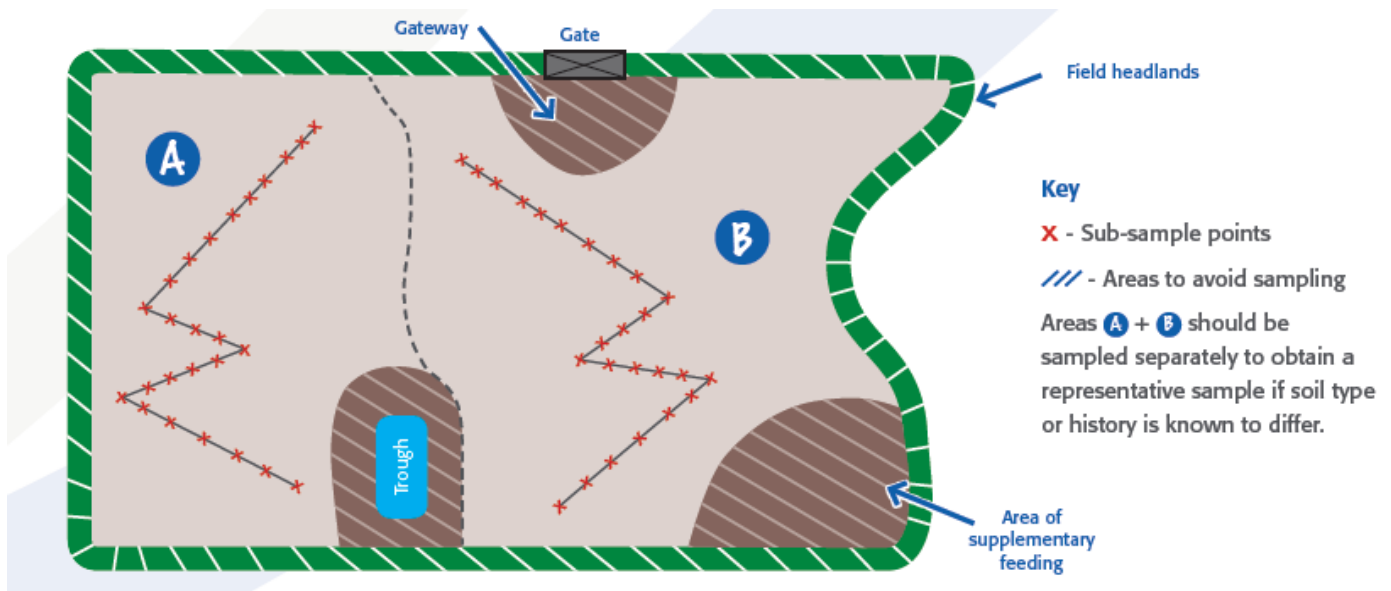 Gateway
Gate
Field headlands
A
B
Trough
Key
X - Sub-sample points
/// - Areas to avoid sampling
Areas A + B should be
sampled separately to obtain a
representative sample if soil type
or history is known to differ.
Area of
supplementary
feeding